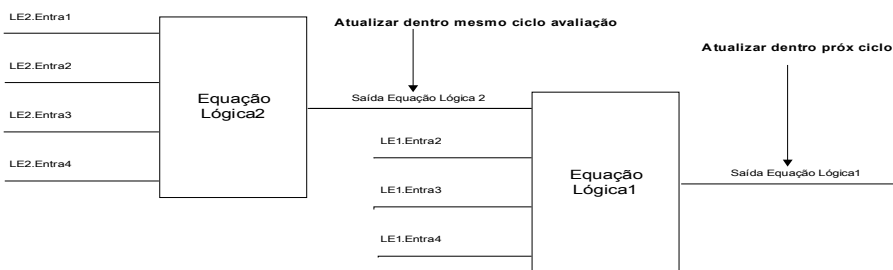 LE2.Entra1
LE2.Entra2
LE2.Entra3
LE2.Entra4
Equação
Lógica2
Atualizar dentro mesmo ciclo avaliação
Saída Equação Lógica 2
LE1.Entra2
LE1.Entra3
LE1.Entra4
Equação
Lógica1
Atualizar dentro próx ciclo
Saída Equação Lógica1